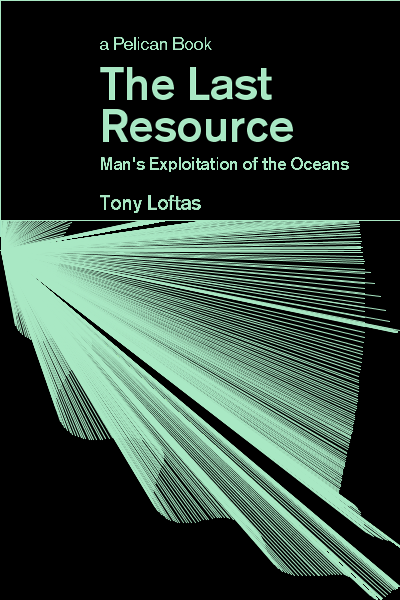 a Pelican Book
The Last
Resource
Man's Exploitation of the Oceans
Tony Loftas